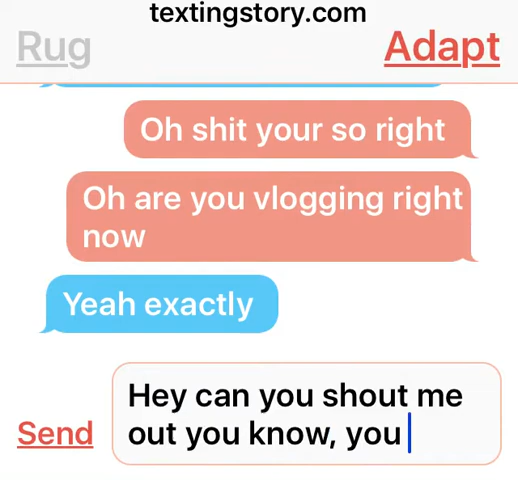 textingstory.com
Rug
Adapt
Oh shit your so right
Oh are you vlogging right
now
Yeah exactly
Hey can you shout me
out you know, you
Send